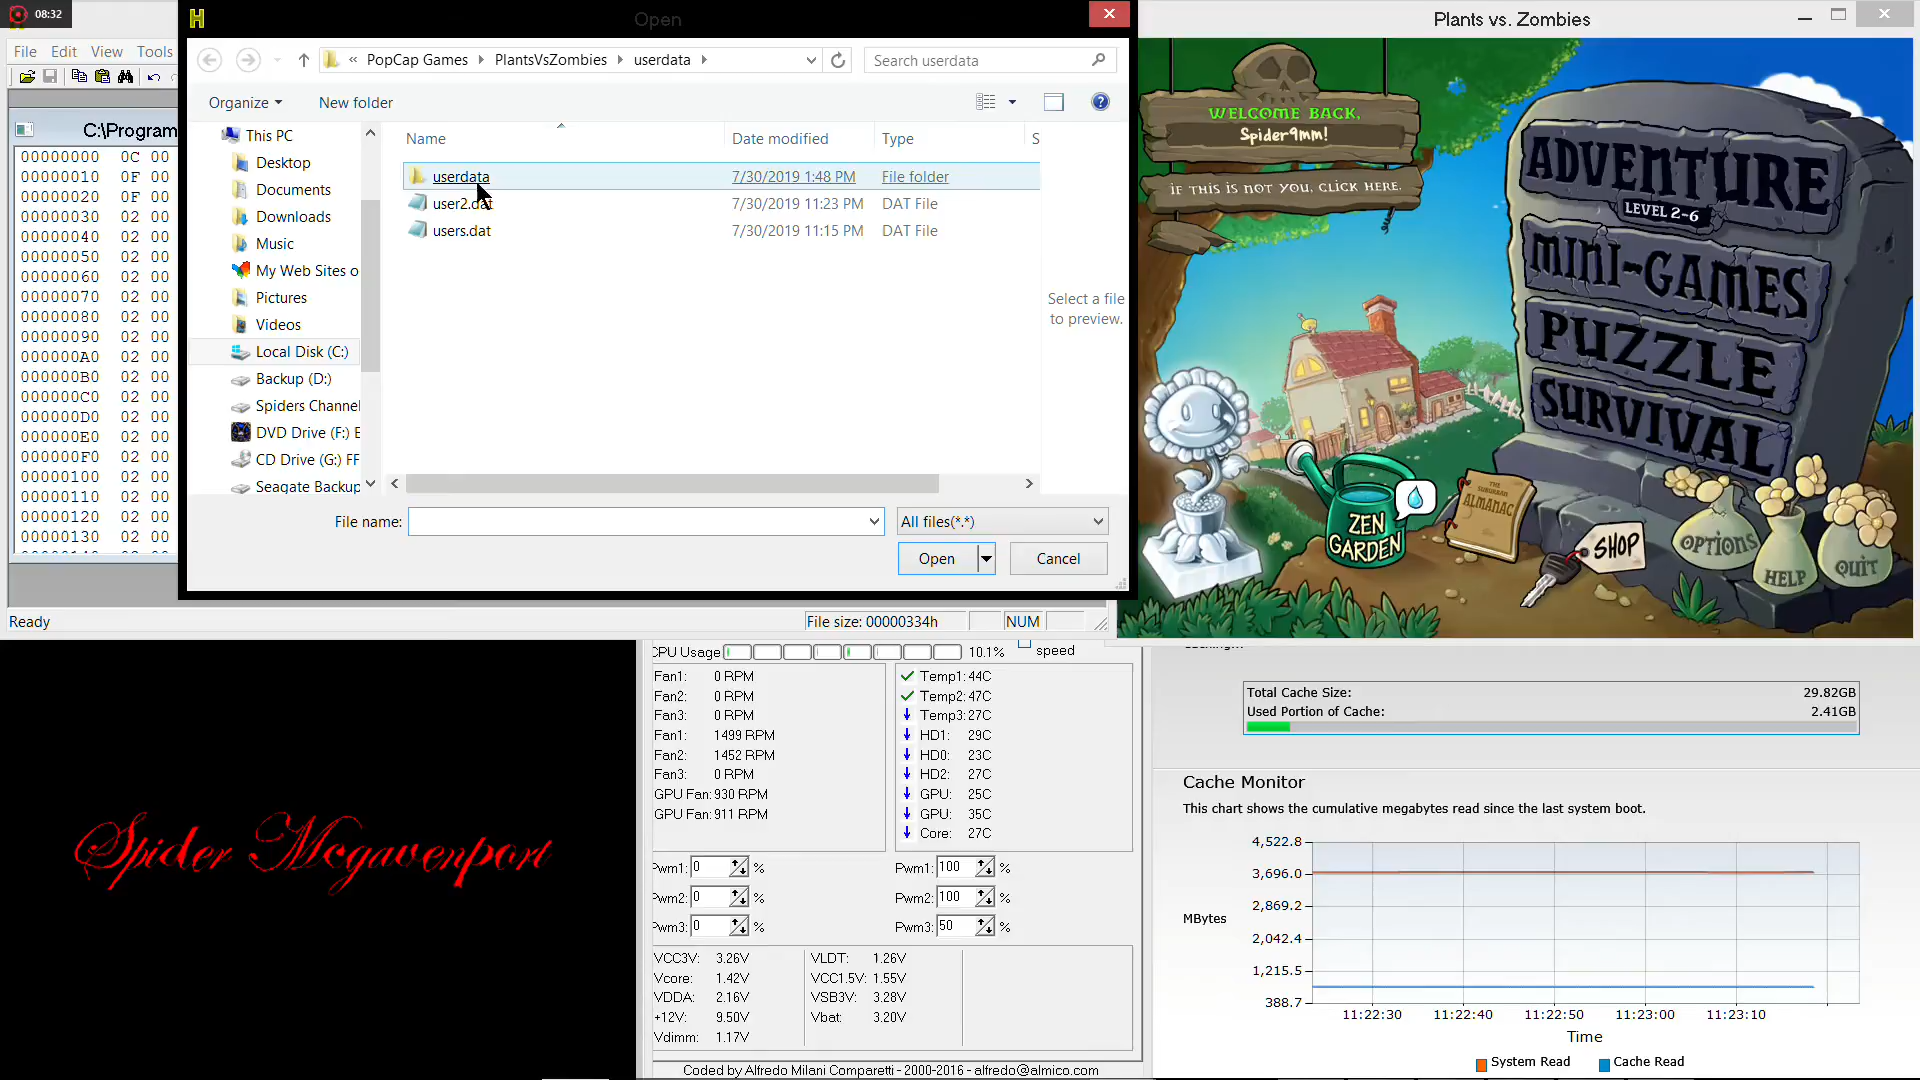 08:32
Open
File Edit View Tools
C:\Program
00000000 0C 00
00000010 0F 00
00000020 0F 00
00000030 02 00
00000040 02 00
00000050 02 00
00000060 02 00
00000070 02 00
00000080 02 00
00000090 02 00
000000A0 02 00
000000B0 02 00
000000C0 02 00
000000D0 02 00
000000E0 02 00
000000F0 02 00
00000100 02 00
00000110 02 00
00000120 02 00
00000130 02 00
Ready
File size: 00000334h
NUM
« PopCap Games PlantsVsZombies userdata
Search userdata
Organize
New folder
This PC
Desktop
Documents
Downloads
Music
My Web Sites o
Pictures
Videos
Local Disk (C:)
Backup (D:)
Spiders Channel
DVD Drive (F:) E
CD Drive (G:) FF
Seagate Backup
Name Date modified Type S
userdata 7/30/2019 1:48 PM File folder
user2.dat 7/30/2019 11:23 PM DAT File
users.dat 7/30/2019 11:15 PM DAT File
Select a file
to preview.
File name:
All files(*.*)
Open
Cancel
Plants vs. Zombies
WELCOME BACK,
Spider9mm!
IF THIS IS NOT YOU, CLICK HERE.
ADVENTURE
LEVEL 2-6
MINI-GAMES
PUZZLE
SURVIVAL
ZEN
GARDEN
THE
SUBURBAN
ALMANAC
SHOP
OPTIONS
HELP
QUIT
Spider Mcgavenport
CPU Usage 10.1% speed
Fan1: 0 RPM
Fan2: 0 RPM
Fan3: 0 RPM
Fan1: 1499 RPM
Fan2: 1452 RPM
Fan3: 0 RPM
GPU Fan: 930 RPM
GPU Fan: 911 RPM
Temp1: 44C
Temp2: 47C
Temp3: 27C
HD1: 29C
HD0: 23C
HD2: 27C
GPU: 25C
GPU: 35C
Core: 27C
Pwm1: 0 % Pwm1: 100 %
Pwm2: 0 % Pwm2: 100 %
Pwm3: 0 % Pwm3: 50 %
VCC3V: 3.26V VLDT: 1.26V
Vcore: 1.42V VCC1.5V: 1.55V
VDDA: 2.16V VSB3V: 3.28V
+12V: 9.50V Vbat: 3.20V
Vdimm: 1.17V
Coded by Alfredo Milani Comparetti - 2000-2016 - alfredo@almico.com
Total Cache Size: 29.82GB
Used Portion of Cache: 2.41GB
Cache Monitor
This chart shows the cumulative megabytes read since the last system boot.
4,522.8
3,696.0
2,869.2
MBytes
2,042.4
1,215.5
388.7
11:22:30 11:22:40 11:22:50 11:23:00 11:23:10
Time
System Read Cache Read